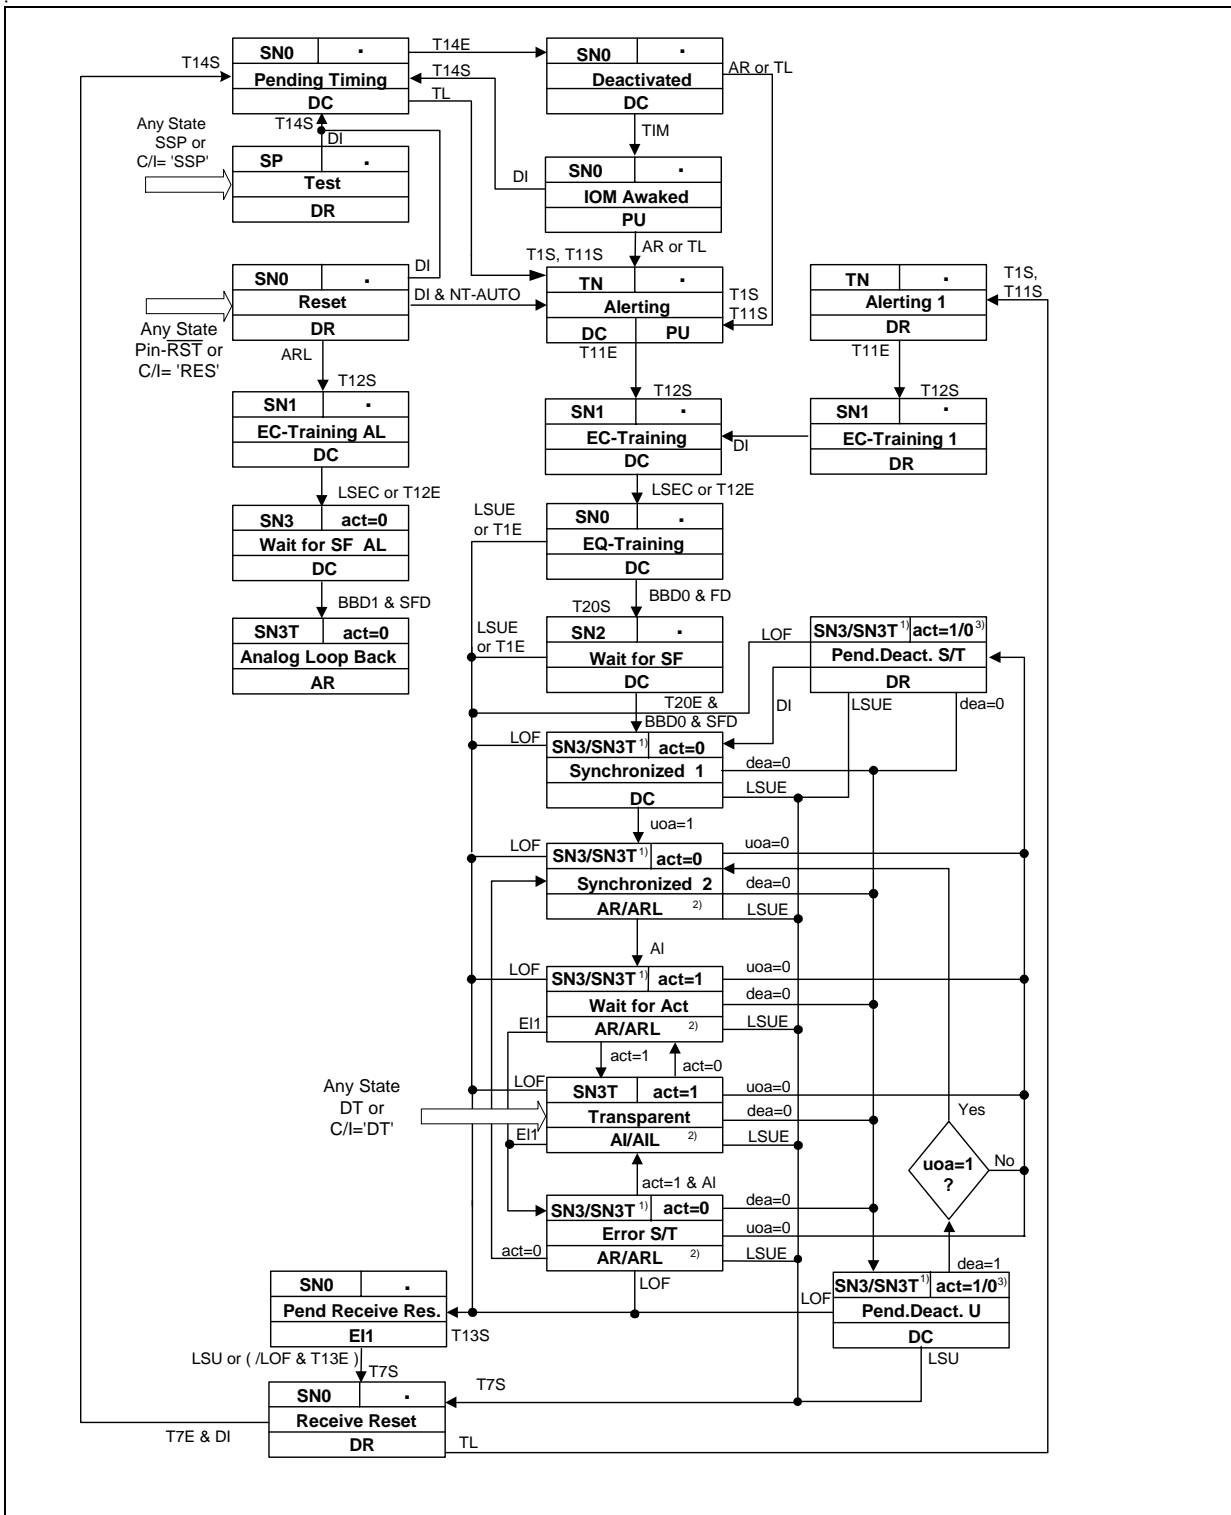 SN0 .
Pending Timing
DC
T14S
T14E
T14S
TL
SN0 .
Deactivated
DC
AR or TL
TIM
T14S
DI
Any State
SSP or
C/I= 'SSP'
SP .
Test
DR
SN0 .
IOM Awaked
PU
DI
AR or TL
T1S, T11S
SN0 .
Reset
DR
DI
DI & NT-AUTO
Any State
Pin-RST or
C/I= 'RES'
ARL
TN .
Alerting
DC PU
T1S
T11S
T11E
T12S
TN .
Alerting 1
DR
T1S,
T11S
T11E
T12S
T12S
SN1 .
EC-Training AL
DC
SN1 .
EC-Training
DC
DI
SN1 .
EC-Training 1
DR
LSEC or T12E
LSEC or T12E
SN3 act=0
Wait for SF AL
DC
LSUE
or T1E
SN0 .
EQ-Training
DC
BBD1 & SFD
BBD0 & FD
T20S
SN3T act=0
Analog Loop Back
AR
LSUE
or T1E
SN2 .
Wait for SF
DC
LOF
SN3/SN3T 1) act=1/0 3)
Pend.Deact. S/T
DR
T20E &
BBD0 & SFD
DI
LSUE
dea=0
LOF
SN3/SN3T 1) act=0
Synchronized 1
DC
dea=0
LSUE
uoa=1
LOF
SN3/SN3T 1) act=0
Synchronized 2
AR/ARL 2)
uoa=0
dea=0
LSUE
AI
LOF
SN3/SN3T 1) act=1
Wait for Act
AR/ARL 2)
uoa=0
dea=0
LSUE
EI1
act=1
act=0
Any State
DT or
C/I='DT'
LOF
SN3T act=1
Transparent
AI/AIL 2)
uoa=0
dea=0
LSUE
EI1
Yes
uoa=1
?
No
act=1 & AI
SN3/SN3T 1) act=0
Error S/T
AR/ARL 2)
dea=0
uoa=0
LSUE
act=0
LOF
dea=1
SN0 .
Pend Receive Res.
EI1
T13S
LOF
SN3/SN3T 1) act=1/0 3)
Pend.Deact. U
DC
LSU
LSU or ( /LOF & T13E )
T7S
T7S
SN0 .
Receive Reset
DR
T7E & DI
TL